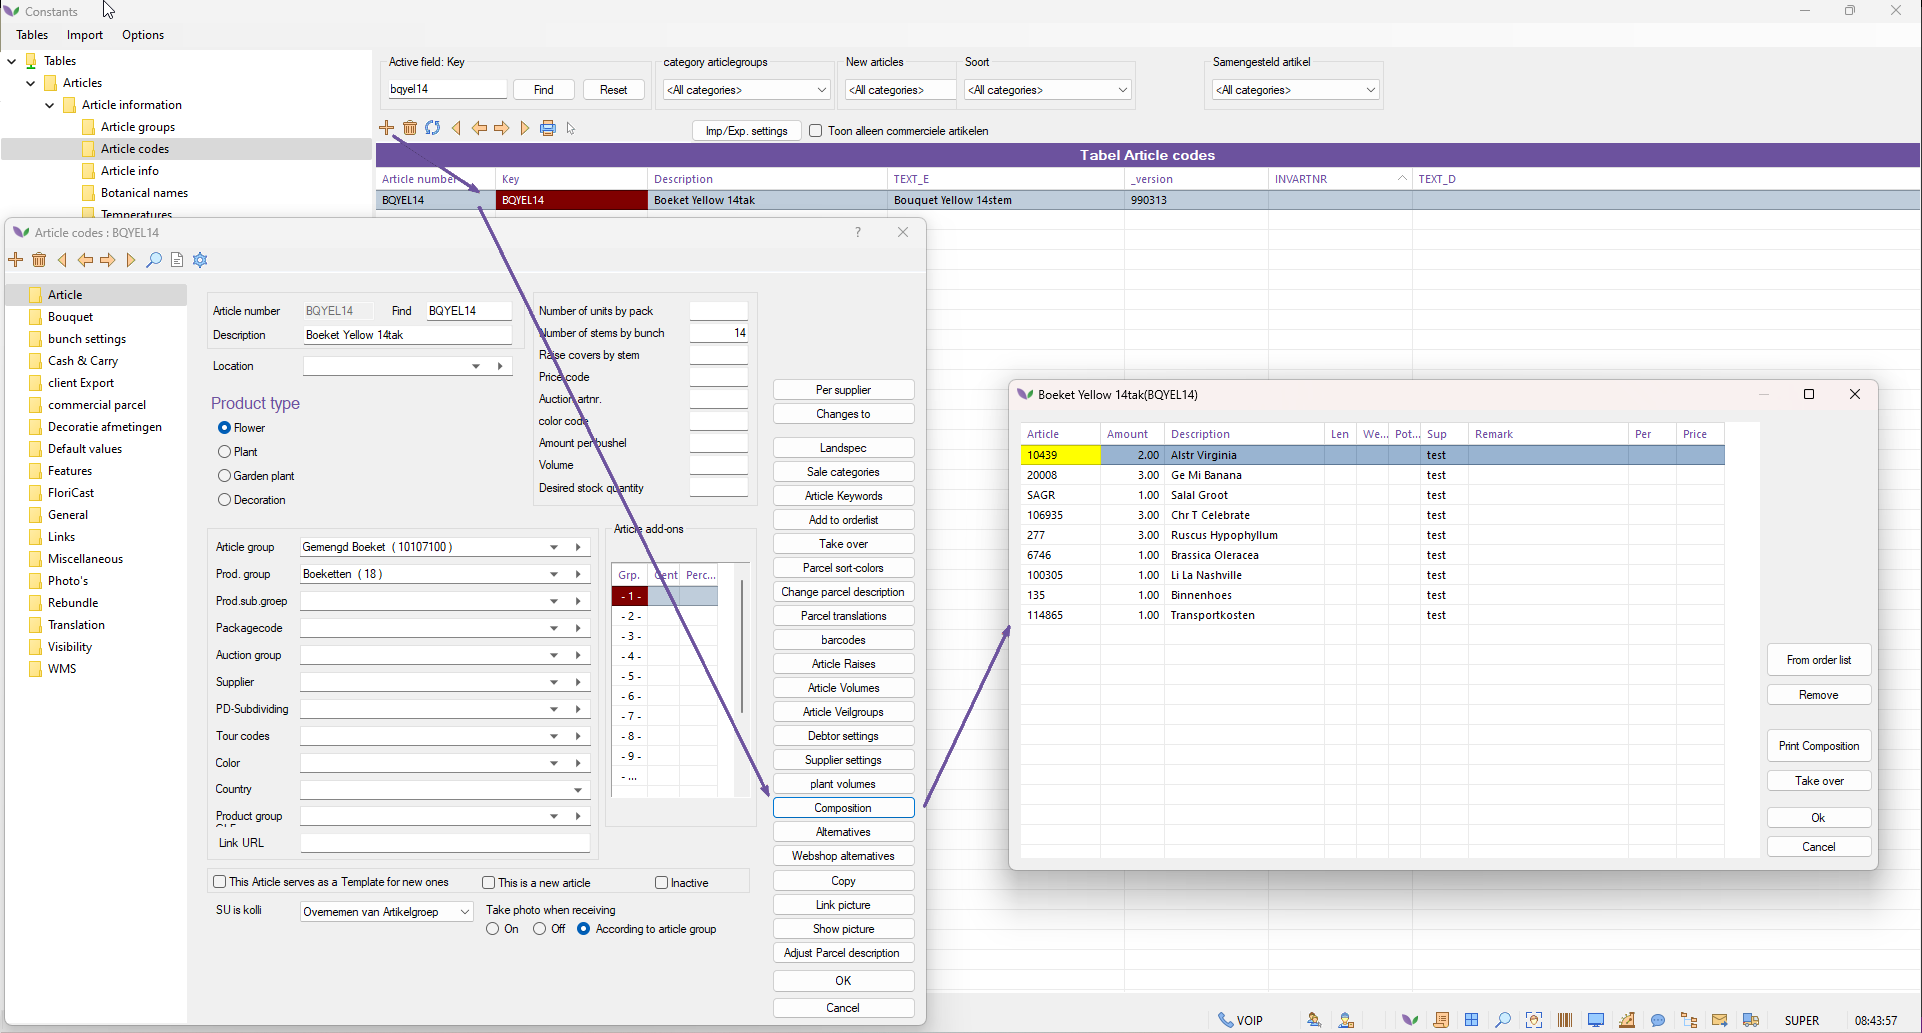 Constants
Tables Import Options
Tables
Articles
Article information
Article groups
Article codes
Article info
Botanical names
Temperatures
Active field: Key
bqyel14 Find Reset
category articlegroups
<All categories>
New articles
<All categories>
Soort
<All categories>
Samengesteld artikel
<All categories>
Imp/Exp. settings Toon alleen commerciele artikelen
Tabel Article codes
Article number Key Description TEXT_E _version INVARTNR TEXT_D
BQYEL14 BQYEL14 Boeket Yellow 14tak Bouquet Yellow 14stem 990313
Article codes : BQYEL14 ?
Article
Bouquet
bunch settings
Cash & Carry
client Export
commercial parcel
Decoratie afmetingen
Default values
Features
FloriCast
General
Links
Miscellaneous
Photo's
Rebundle
Translation
Visibility
WMS
Article number BQYEL14 Find BQYEL14
Description Boeket Yellow 14tak
Location
Product type
Flower
Plant
Garden plant
Decoration
Number of units by pack
Number of stems by bunch 14
Raise covers by stem
Price code
Auction artnr.
color code
Amount per bushel
Volume
Desired stock quantity
Article group Gemengd Boeket ( 10107100 )
Prod. group Boeketten ( 18 )
Prod.sub.groep
Packagecode
Auction group
Supplier
PD-Subdividing
Tour codes
Color
Country
Product group
Link URL
Article add-ons
Grp. Cent Perc...
- 1 -
- 2 -
- 3 -
- 4 -
- 5 -
- 6 -
- 7 -
- 8 -
- 9 -
- ...
This Article serves as a Template for new ones This is a new article Inactive
SU is kolli Overnemen van Artikelgroep
Take photo when receiving
On Off According to article group
Per supplier
Changes to
Landspec
Sale categories
Article Keywords
Add to orderlist
Take over
Parcel sort-colors
Change parcel description
Parcel translations
barcodes
Article Raises
Article Volumes
Article Veilgroups
Debtor settings
Supplier settings
plant volumes
Composition
Alternatives
Webshop alternatives
Copy
Link picture
Show picture
Adjust Parcel description
OK
Cancel
Boeket Yellow 14tak(BQYEL14)
Article Amount Description Len We... Pot... Sup Remark Per Price
10439 2.00 Alstr Virginia test
20008 3.00 Ge Mi Banana test
SAGR 1.00 Salal Groot test
106935 3.00 Chr T Celebrate test
277 3.00 Ruscus Hypophyllum test
6746 1.00 Brassica Oleracea test
100305 1.00 Li La Nashville test
135 1.00 Binnenhoes test
114865 1.00 Transportkosten test
From order list
Remove
Print Composition
Take over
Ok
Cancel
VOIP SUPER 08:43:57